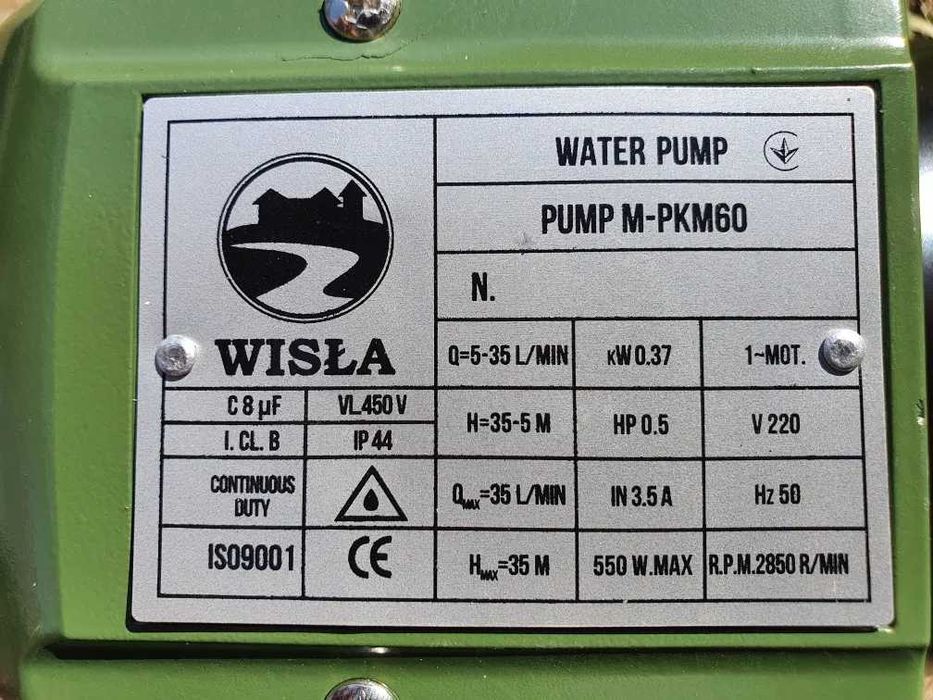 WISŁA
C 8 µF
VL.450 V
I. CL. B
IP 44
CONTINUOUS
DUTY
ISO9001
CE
WATER PUMP
PUMP M-PKM60
N.
Q=5-35 L/MIN
KW 0.37
1~MOT.
H=35-5 M
HP 0.5
V 220
QMAX=35 L/MIN
IN 3.5 A
Hz 50
HMAX=35 M
550 W.MAX
R.P.M.2850 R/MIN